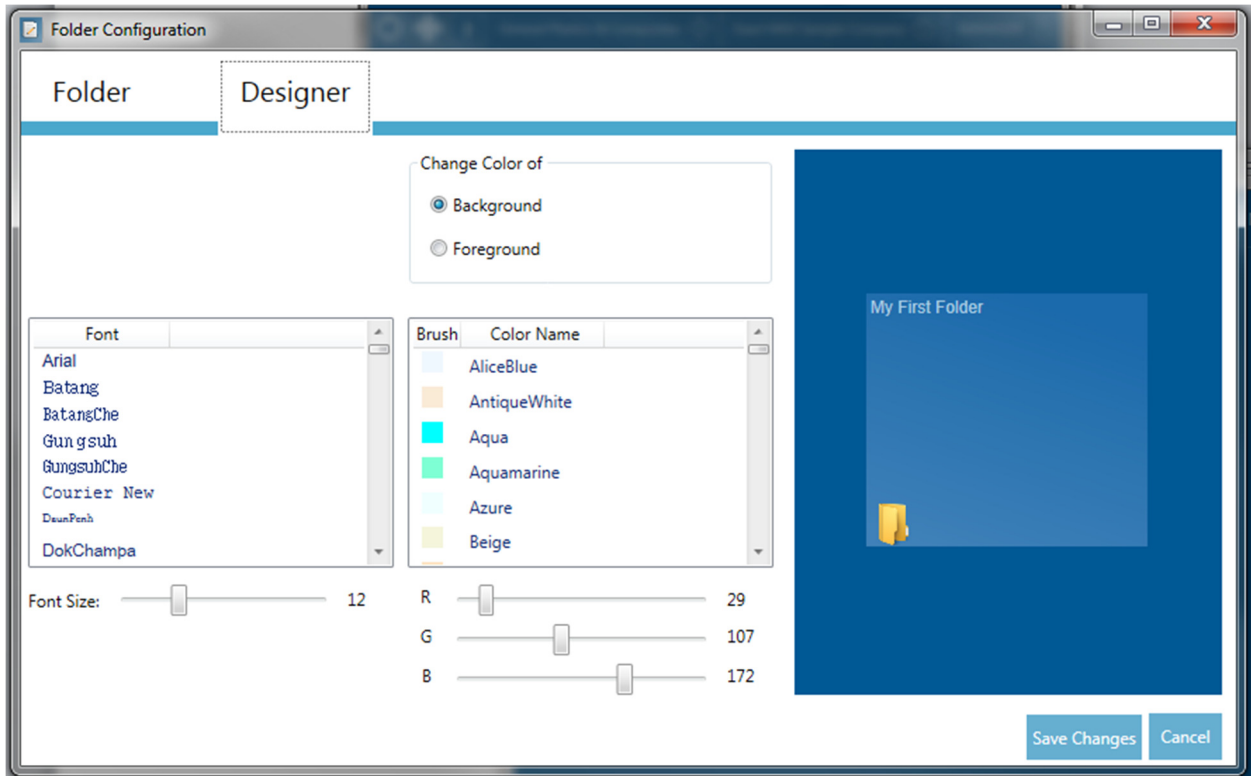 Folder Configuration
Folder
Designer
Change Color of
Background
Foreground
Font
Arial
Batang
BatangChe
Gungsuh
GungsuhChe
Courier New
DaunPenh
DokChampa
Font Size: 12
Brush Color Name
AliceBlue
AntiqueWhite
Aqua
Aquamarine
Azure
Beige
R 29
G 107
B 172
My First Folder
Save Changes
Cancel